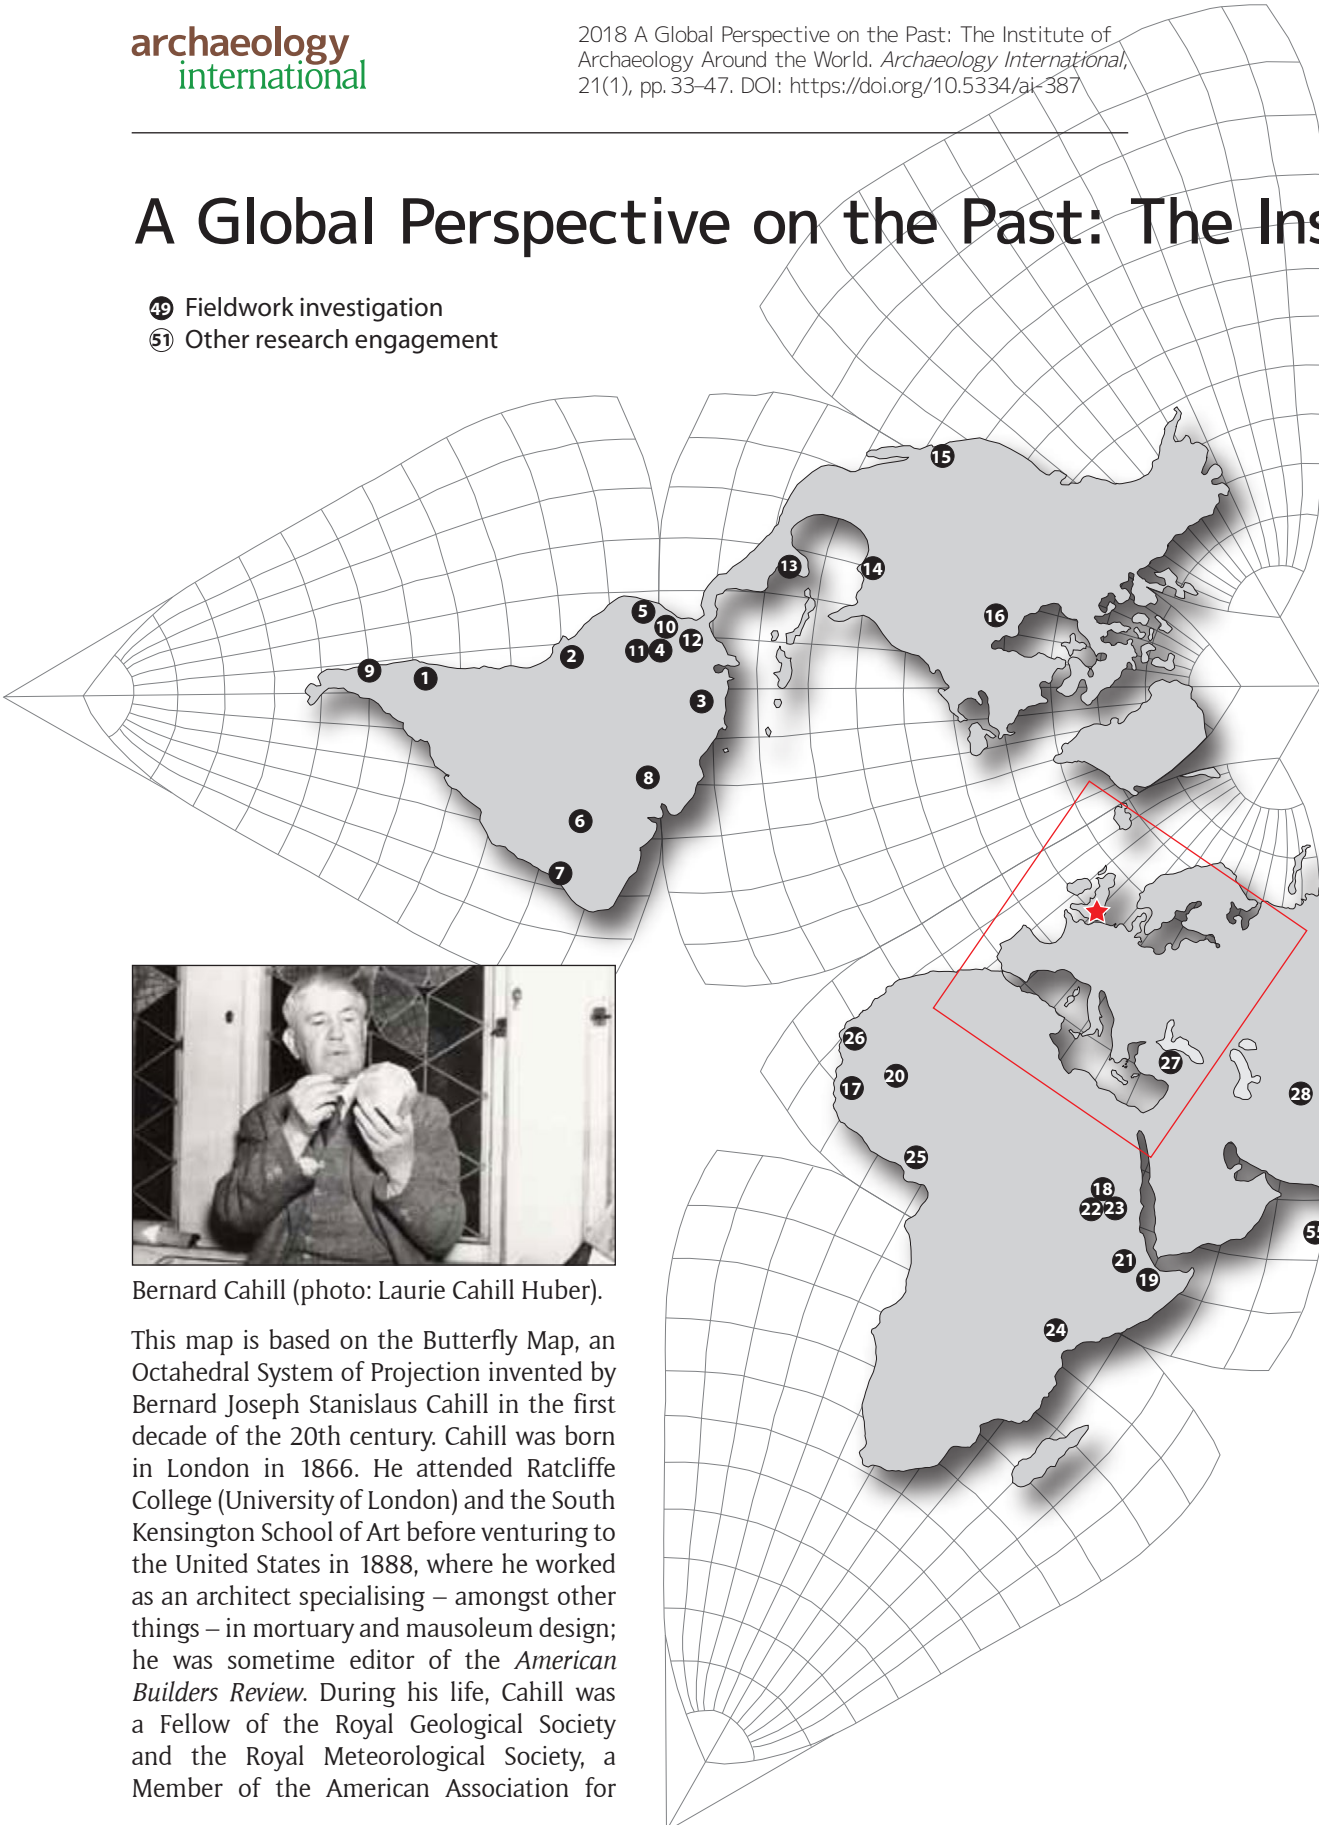 archaeology
international
2018 A Global Perspective on the Past: The Institute of
Archaeology Around the World. Archaeology International,
21(1), pp. 33–47. DOI: https://doi.org/10.5334/ai-387
A Global Perspective on the Past: The Ins
49 Fieldwork investigation
51 Other research engagement
15
13
14
5
10
16
12
11
4
2
9
1
3
8
6
7
26
27
20
17
28
25
18
22
23
55
21
19
24
Bernard Cahill (photo: Laurie Cahill Huber).
This map is based on the Butterfly Map, an
Octahedral System of Projection invented by
Bernard Joseph Stanislaus Cahill in the first
decade of the 20th century. Cahill was born
in London in 1866. He attended Ratcliffe
College (University of London) and the South
Kensington School of Art before venturing to
the United States in 1888, where he worked
as an architect specialising – amongst other
things – in mortuary and mausoleum design;
he was sometime editor of the American
Builders Review. During his life, Cahill was
a Fellow of the Royal Geological Society
and the Royal Meteorological Society, a
Member of the American Association for